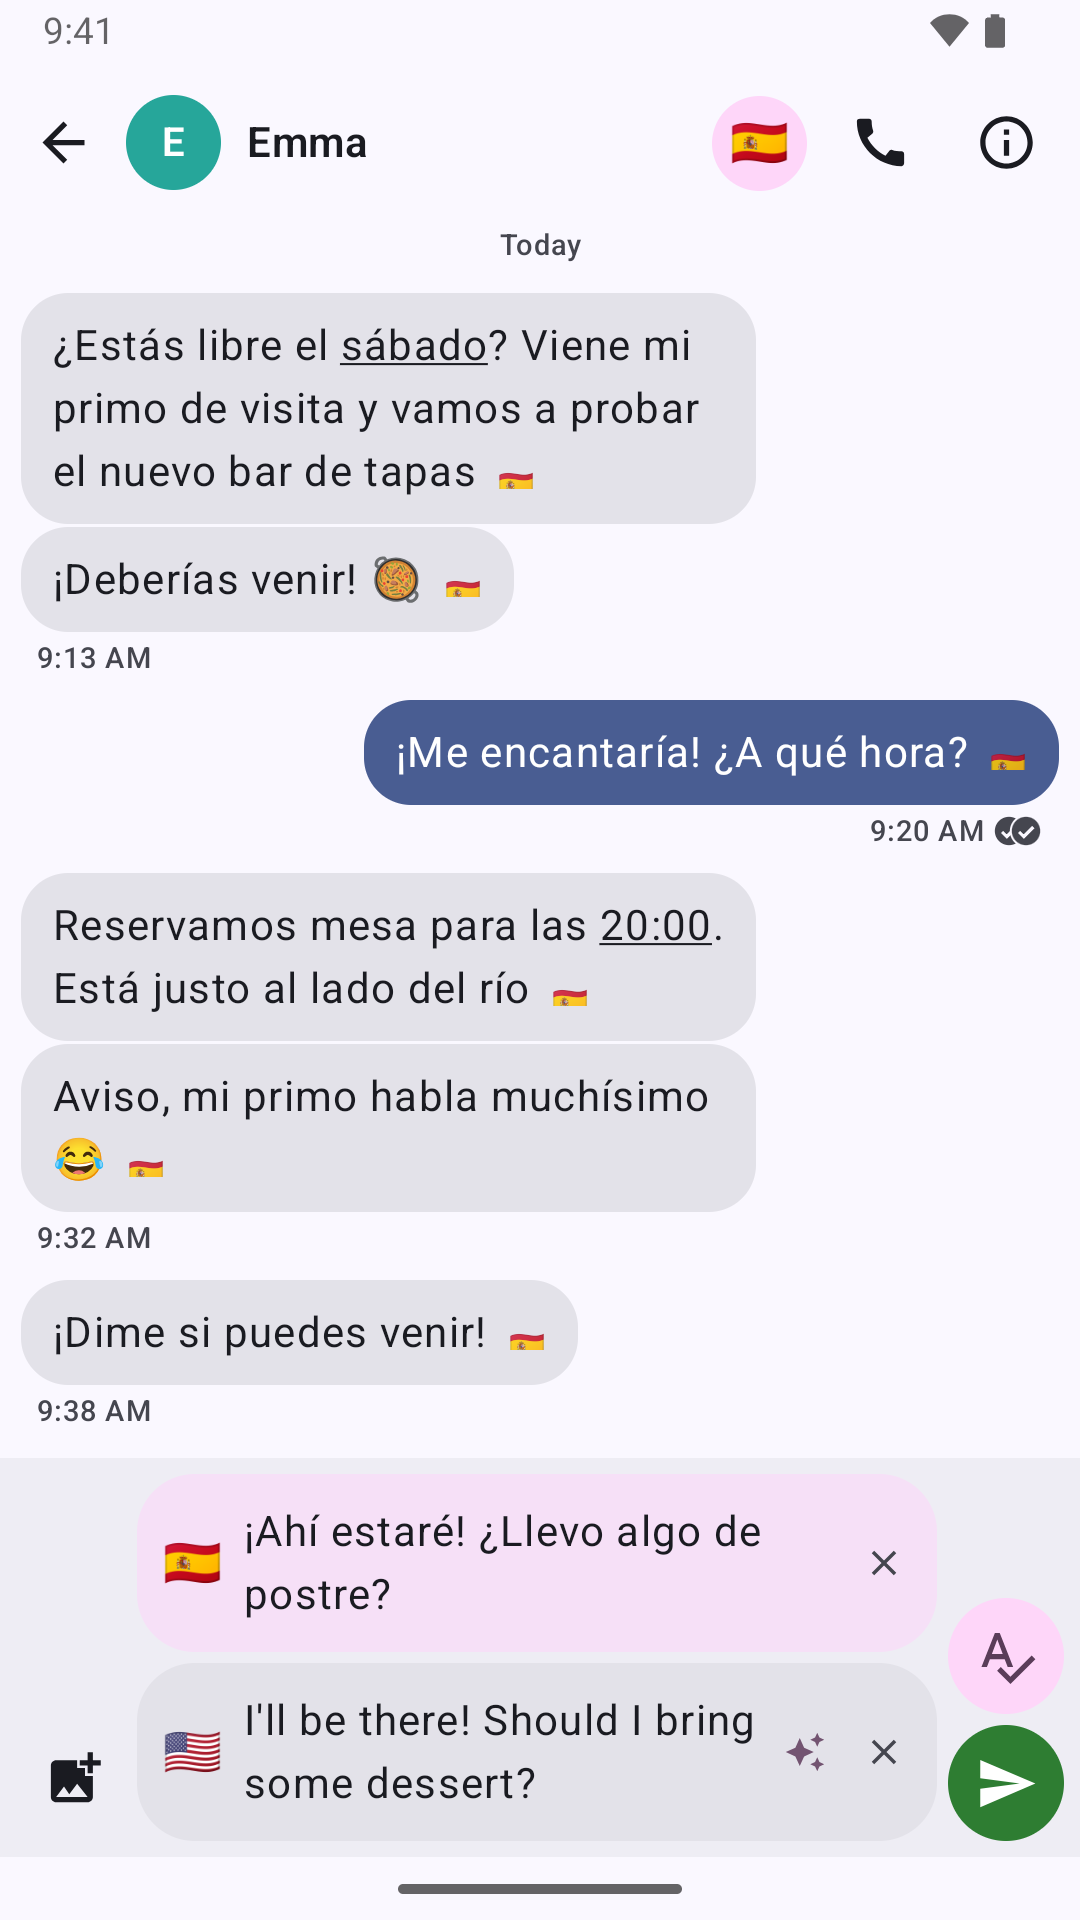 9:41
E
Emma
Today
¿Estás libre el sábado? Viene mi
primo de visita y vamos a probar
el nuevo bar de tapas 🇪🇸
¡Deberías venir! 🥘 🇪🇸
9:13 AM
¡Me encantaría! ¿A qué hora? 🇪🇸
9:20 AM
Reservamos mesa para las 20:00.
Está justo al lado del río 🇪🇸
Aviso, mi primo habla muchísimo
😂 🇪🇸
9:32 AM
¡Dime si puedes venir! 🇪🇸
9:38 AM
¡Ahí estaré! ¿Llevo algo de
postre?
I'll be there! Should I bring
some dessert?